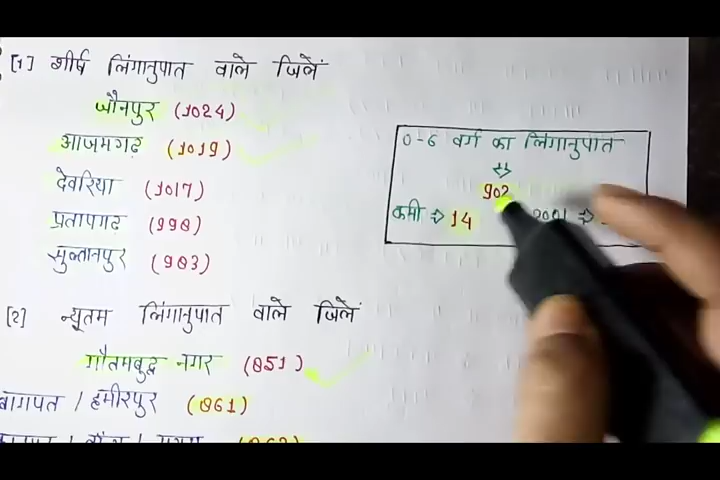 [1] शीर्ष लिंगानुपात वाले जिलें
जौनपुर (1024)
आजमगढ़ (1019)
देवरिया (1017)
प्रतापगढ (998)
सुल्तानपुर (983)
0-6 वर्ग का लिंगानुपात
902
कमी ⇒ 14 2001 ⇒
[2] न्यूतम लिंगानुपात वाले जिलें
गौतमबुद्ध नगर (851)
बागपत / हमीरपुर (861)